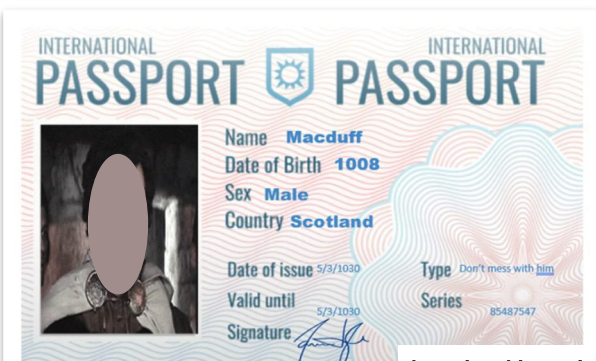 INTERNATIONAL INTERNATIONAL
PASSPORT PASSPORT
Name Macduff
Date of Birth 1008
Sex Male
Country Scotland
Date of issue 5/3/1030 Type Don't mess with him
Valid until 5/3/1030 Series 85487547
Signature